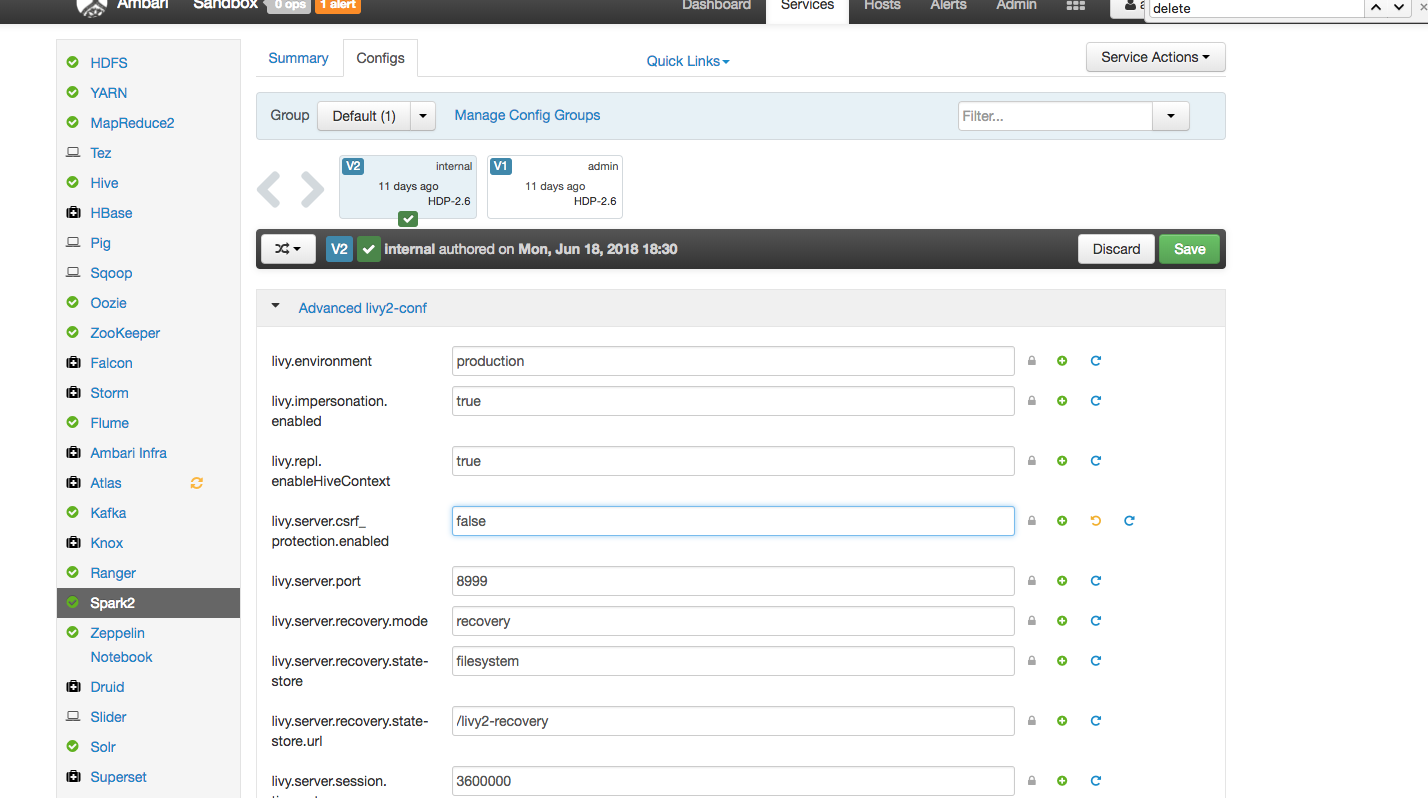 Ambari
Sandbox
0 ops
1 alert
Dashboard
Services
Hosts
Alerts
Admin
delete
HDFS
YARN
MapReduce2
Tez
Hive
HBase
Pig
Sqoop
Oozie
ZooKeeper
Falcon
Storm
Flume
Ambari Infra
Atlas
Kafka
Knox
Ranger
Spark2
Zeppelin
Notebook
Druid
Slider
Solr
Superset
Summary
Configs
Quick Links
Service Actions
Group
Default (1)
Manage Config Groups
Filter...
V2
internal
11 days ago
HDP-2.6
V1
admin
11 days ago
HDP-2.6
V2
internal authored on Mon, Jun 18, 2018 18:30
Discard
Save
Advanced livy2-conf
livy.environment
production
livy.impersonation.
enabled
true
livy.repl.
enableHiveContext
true
livy.server.csrf_
protection.enabled
false
livy.server.port
8999
livy.server.recovery.mode
recovery
livy.server.recovery.state-
store
filesystem
livy.server.recovery.state-
store.url
/livy2-recovery
livy.server.session.
3600000